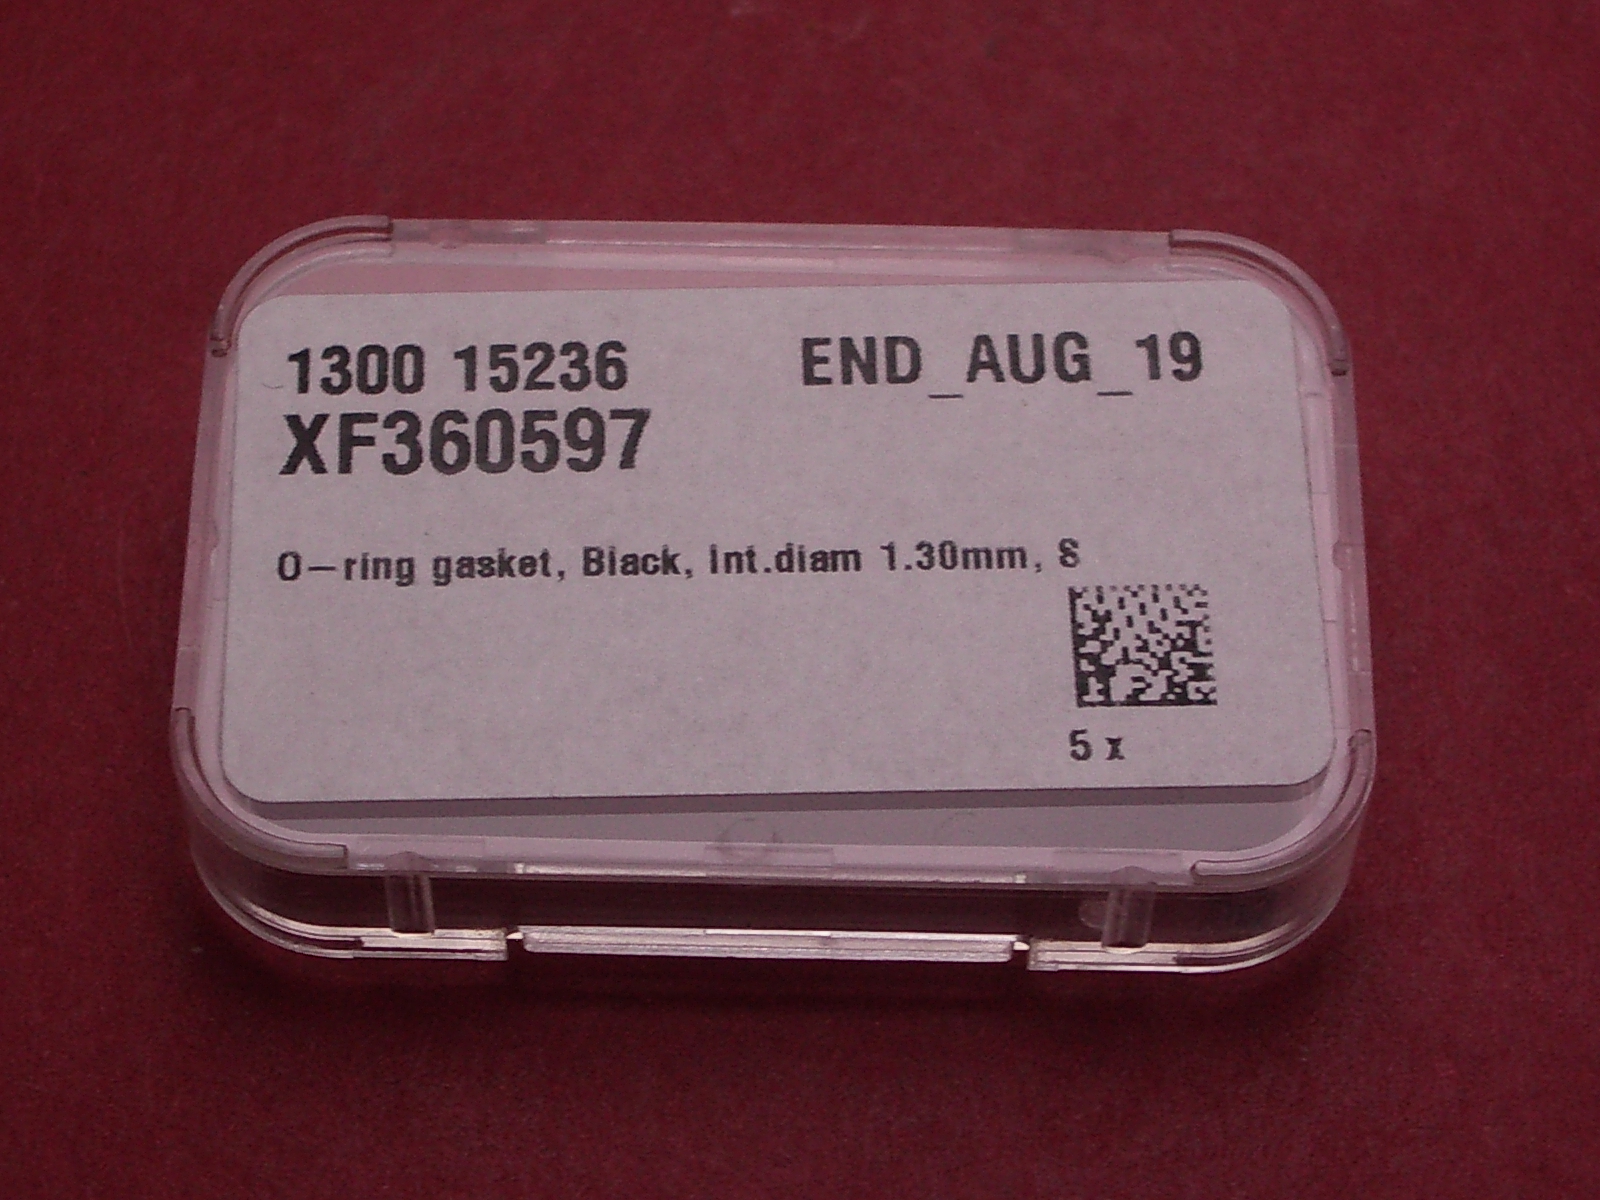 1300 15236 END_AUG_19
XF360597
O-ring gasket, Black, Int.diam 1.30mm, S
5 x